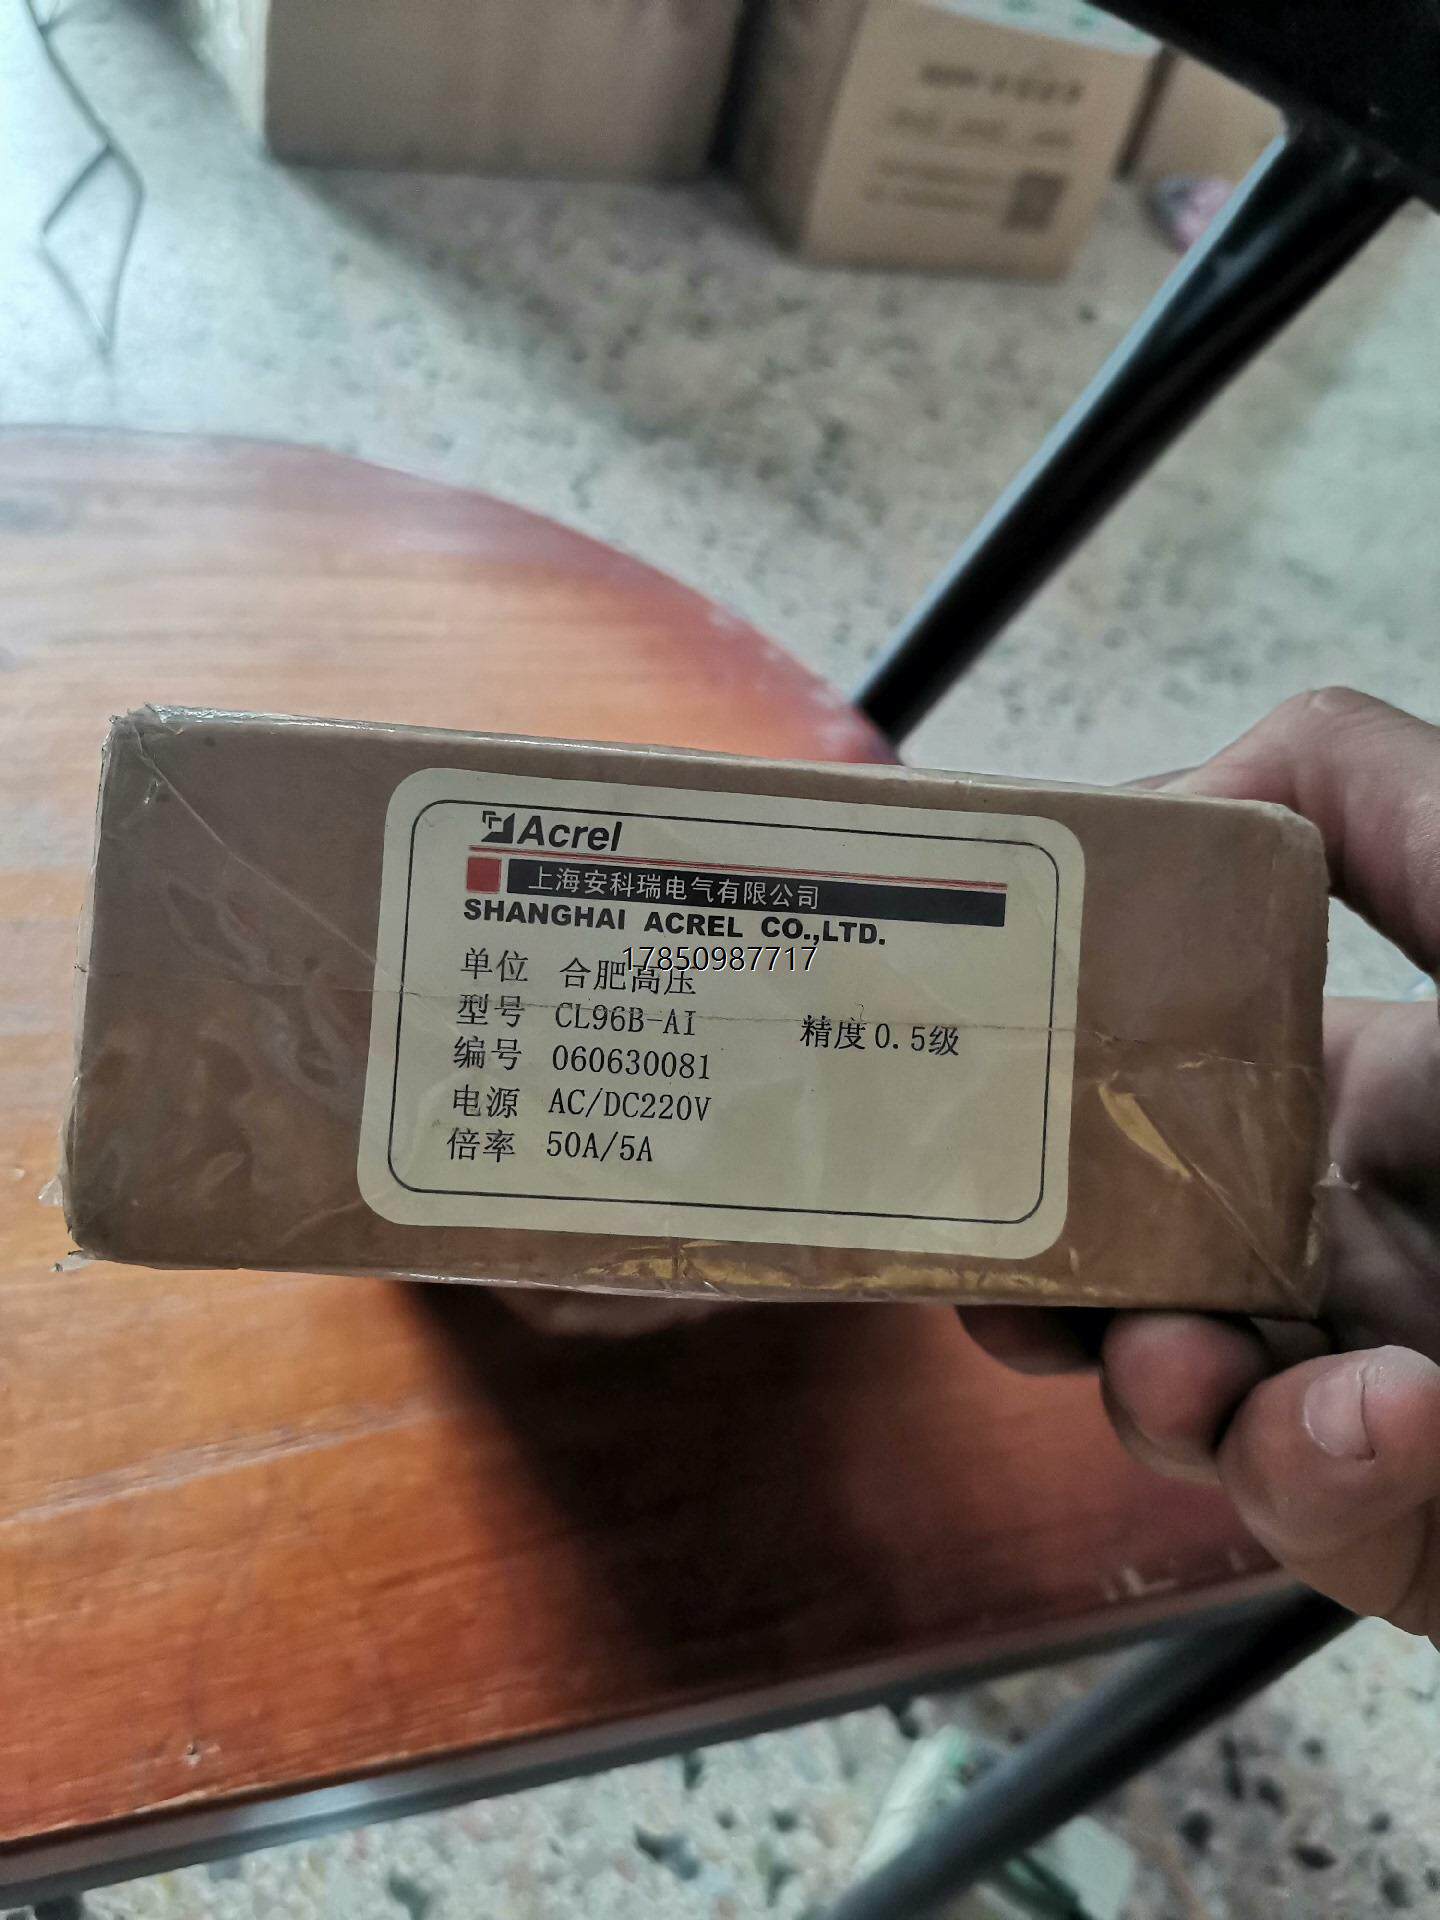 Acrel
上海安科瑞电气有限公司
SHANGHAI ACREL CO.,LTD.
17850987717
单位 合肥高压
型号 CL96B-AI 精度0.5级
编号 060630081
电源 AC/DC220V
倍率 50A/5A